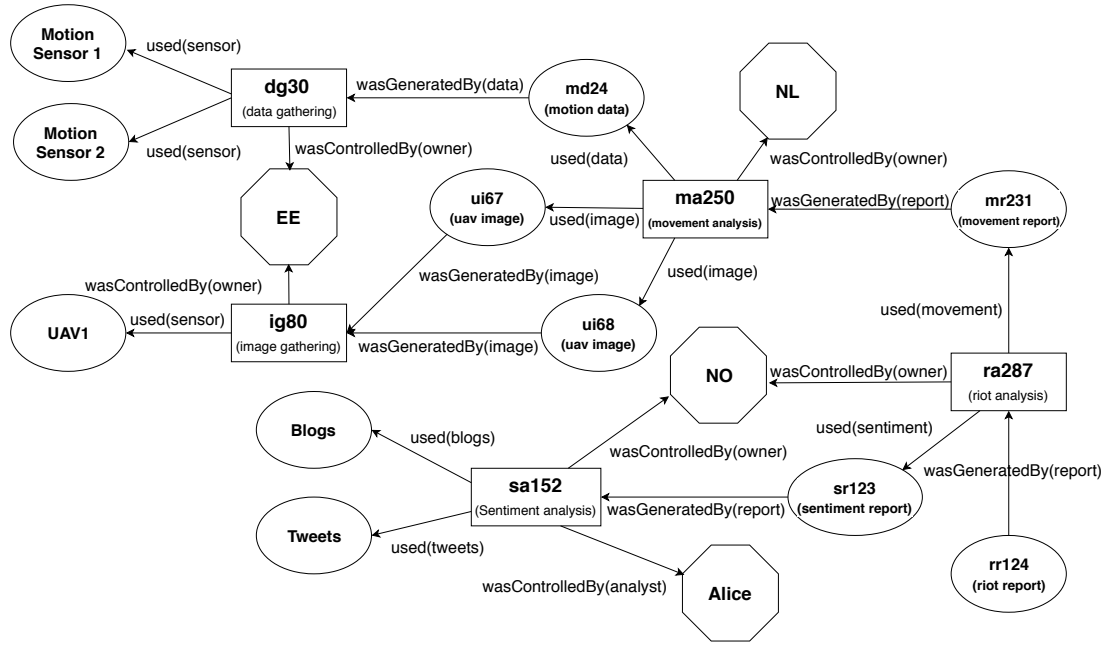 Motion
Sensor 1
used(sensor)
dg30
(data gathering)
wasGeneratedBy(data)
md24
(motion data)
NL
Motion
Sensor 2
used(sensor)
wasControlledBy(owner)
used(data)
wasControlledBy(owner)
EE
ui67
(uav image)
used(image)
ma250
(movement analysis)
wasGeneratedBy(report)
mr231
(movement report)
wasGeneratedBy(image)
used(image)
wasControlledBy(owner)
UAV1
used(sensor)
ig80
(image gathering)
wasGeneratedBy(image)
ui68
(uav image)
used(movement)
NO
wasControlledBy(owner)
ra287
(riot analysis)
Blogs
used(blogs)
used(sentiment)
wasControlledBy(owner)
wasGeneratedBy(report)
sa152
(Sentiment analysis)
wasGeneratedBy(report)
sr123
(sentiment report)
Tweets
used(tweets)
wasControlledBy(analyst)
Alice
rr124
(riot report)